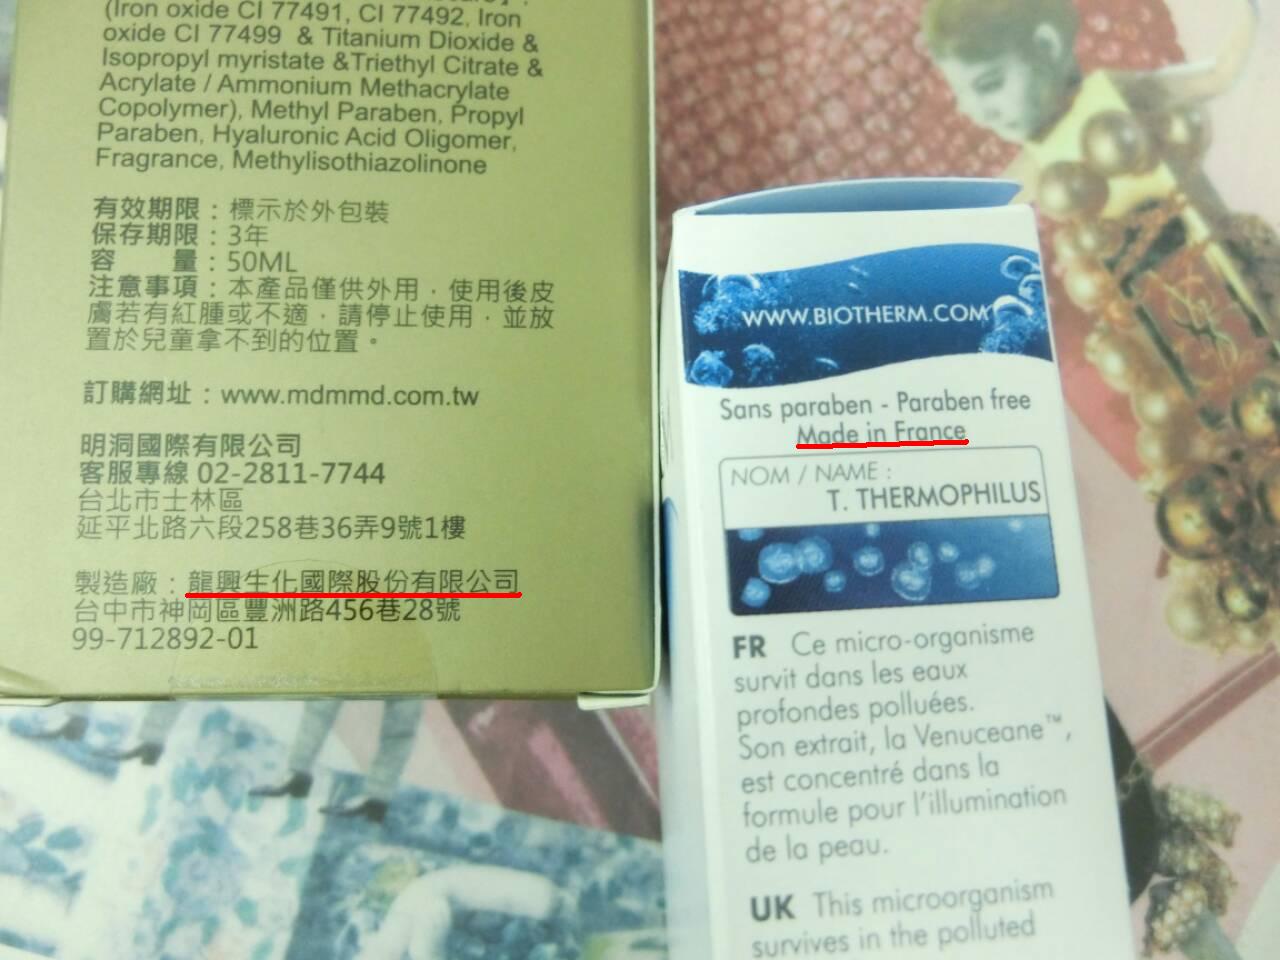 (Iron oxide CI 77491, CI 77492, Iron
oxide CI 77499 & Titanium Dioxide &
Isopropyl myristate &Triethyl Citrate &
Acrylate / Ammonium Methacrylate
Copolymer), Methyl Paraben, Propyl
Paraben, Hyaluronic Acid Oligomer,
Fragrance, Methylisothiazolinone
有效期限：標示於外包裝
保存期限：3年
容　　量：50ML
注意事項：本產品僅供外用，使用後皮
膚若有紅腫或不適，請停止使用，並放
置於兒童拿不到的位置。
訂購網址：www.mdmmd.com.tw
明洞國際有限公司
客服專線 02-2811-7744
台北市士林區
延平北路六段258巷36弄9號1樓
製造廠：龍興生化國際股份有限公司
台中市神岡區豐洲路456巷28號
99-712892-01
WWW.BIOTHERM.COM
Sans paraben - Paraben free
Made in France
NOM / NAME :
T. THERMOPHILUS
FR Ce micro-organisme
survit dans les eaux
profondes polluées.
Son extrait, la Venuceane™,
est concentré dans la
formule pour l'illumination
de la peau.
UK This microorganism
survives in the polluted